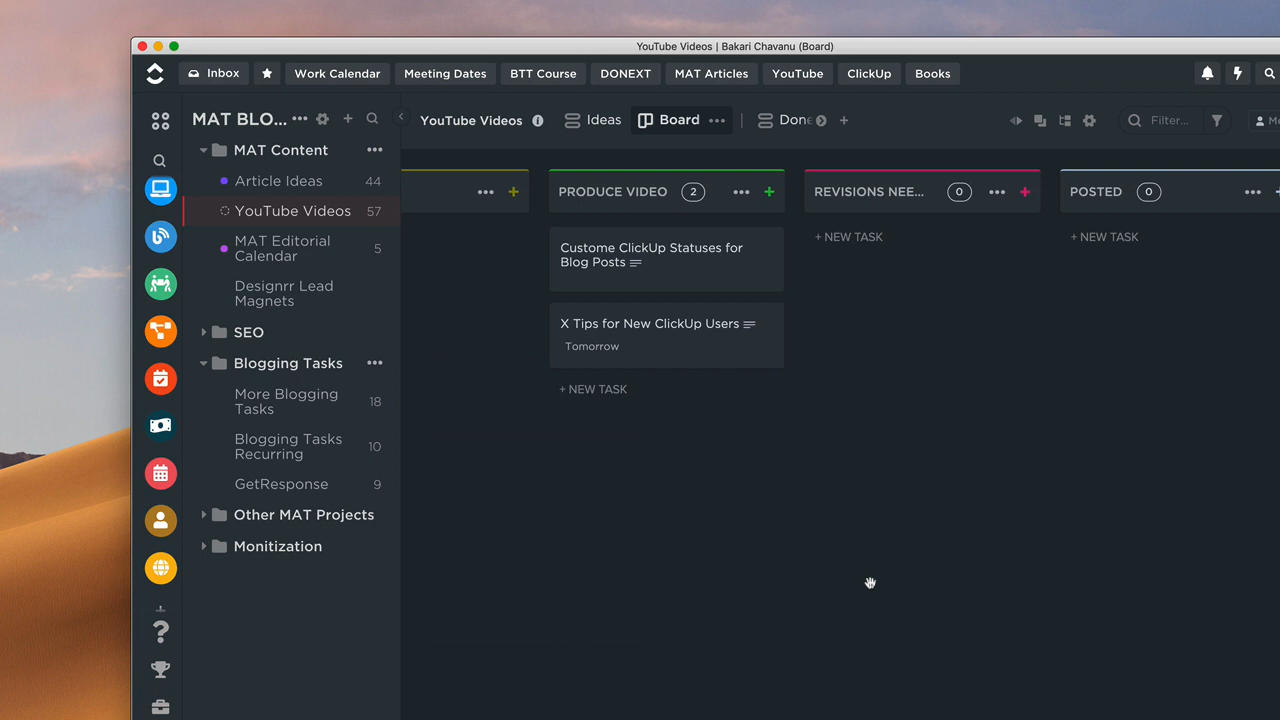 YouTube Videos | Bakari Chavanu (Board)
Inbox
Work Calendar
Meeting Dates
BTT Course
DONEXT
MAT Articles
YouTube
ClickUp
Books
MAT BLO...
YouTube Videos
Ideas
Board
Done
Filter...
Me
MAT Content
Article Ideas 44
YouTube Videos 57
MAT Editorial
Calendar 5
Designrr Lead
Magnets
SEO
Blogging Tasks
More Blogging
Tasks 18
Blogging Tasks
Recurring 10
GetResponse 9
Other MAT Projects
Monitization
PRODUCE VIDEO 2
Custome ClickUp Statuses for
Blog Posts
X Tips for New ClickUp Users
Tomorrow
+ NEW TASK
REVISIONS NEE... 0
+ NEW TASK
POSTED 0
+ NEW TASK